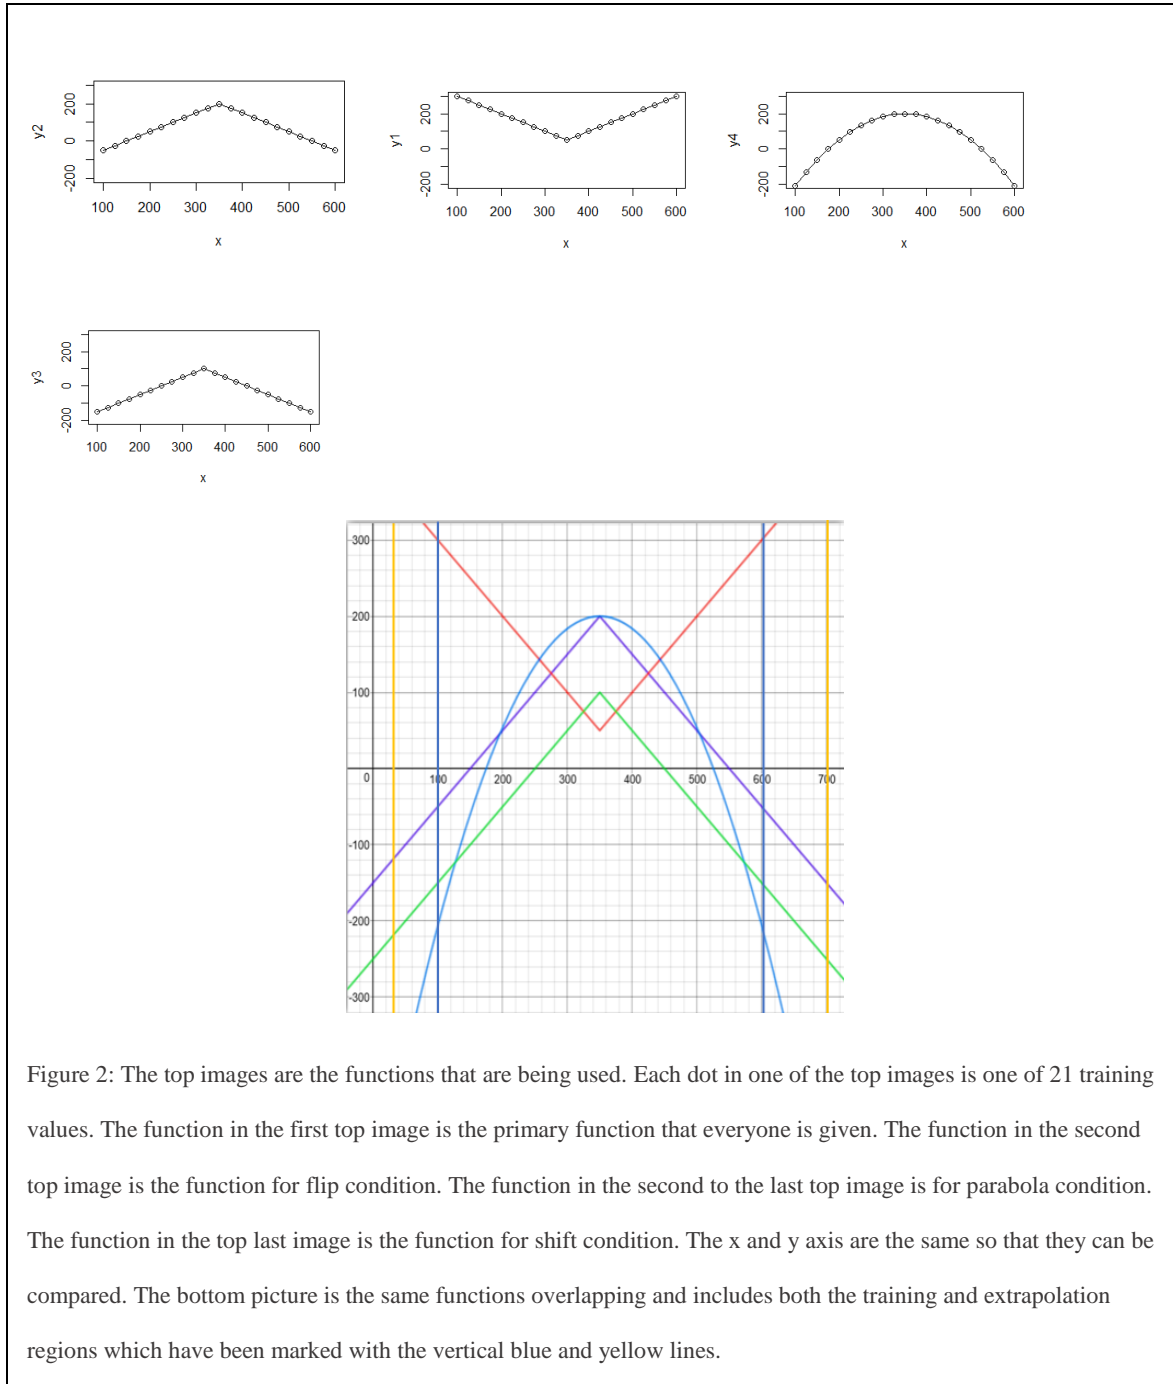 y2
200
0
-200
100 200 300 400 500 600
x
y1
200
0
-200
100 200 300 400 500 600
x
y4
200
0
-200
100 200 300 400 500 600
x
y3
200
0
-200
100 200 300 400 500 600
x
300
200
100
0 100 200 300 400 500 600 700
-100
-200
-300
Figure 2: The top images are the functions that are being used. Each dot in one of the top images is one of 21 training
values. The function in the first top image is the primary function that everyone is given. The function in the second
top image is the function for flip condition. The function in the second to the last top image is for parabola condition.
The function in the top last image is the function for shift condition. The x and y axis are the same so that they can be
compared. The bottom picture is the same functions overlapping and includes both the training and extrapolation
regions which have been marked with the vertical blue and yellow lines.